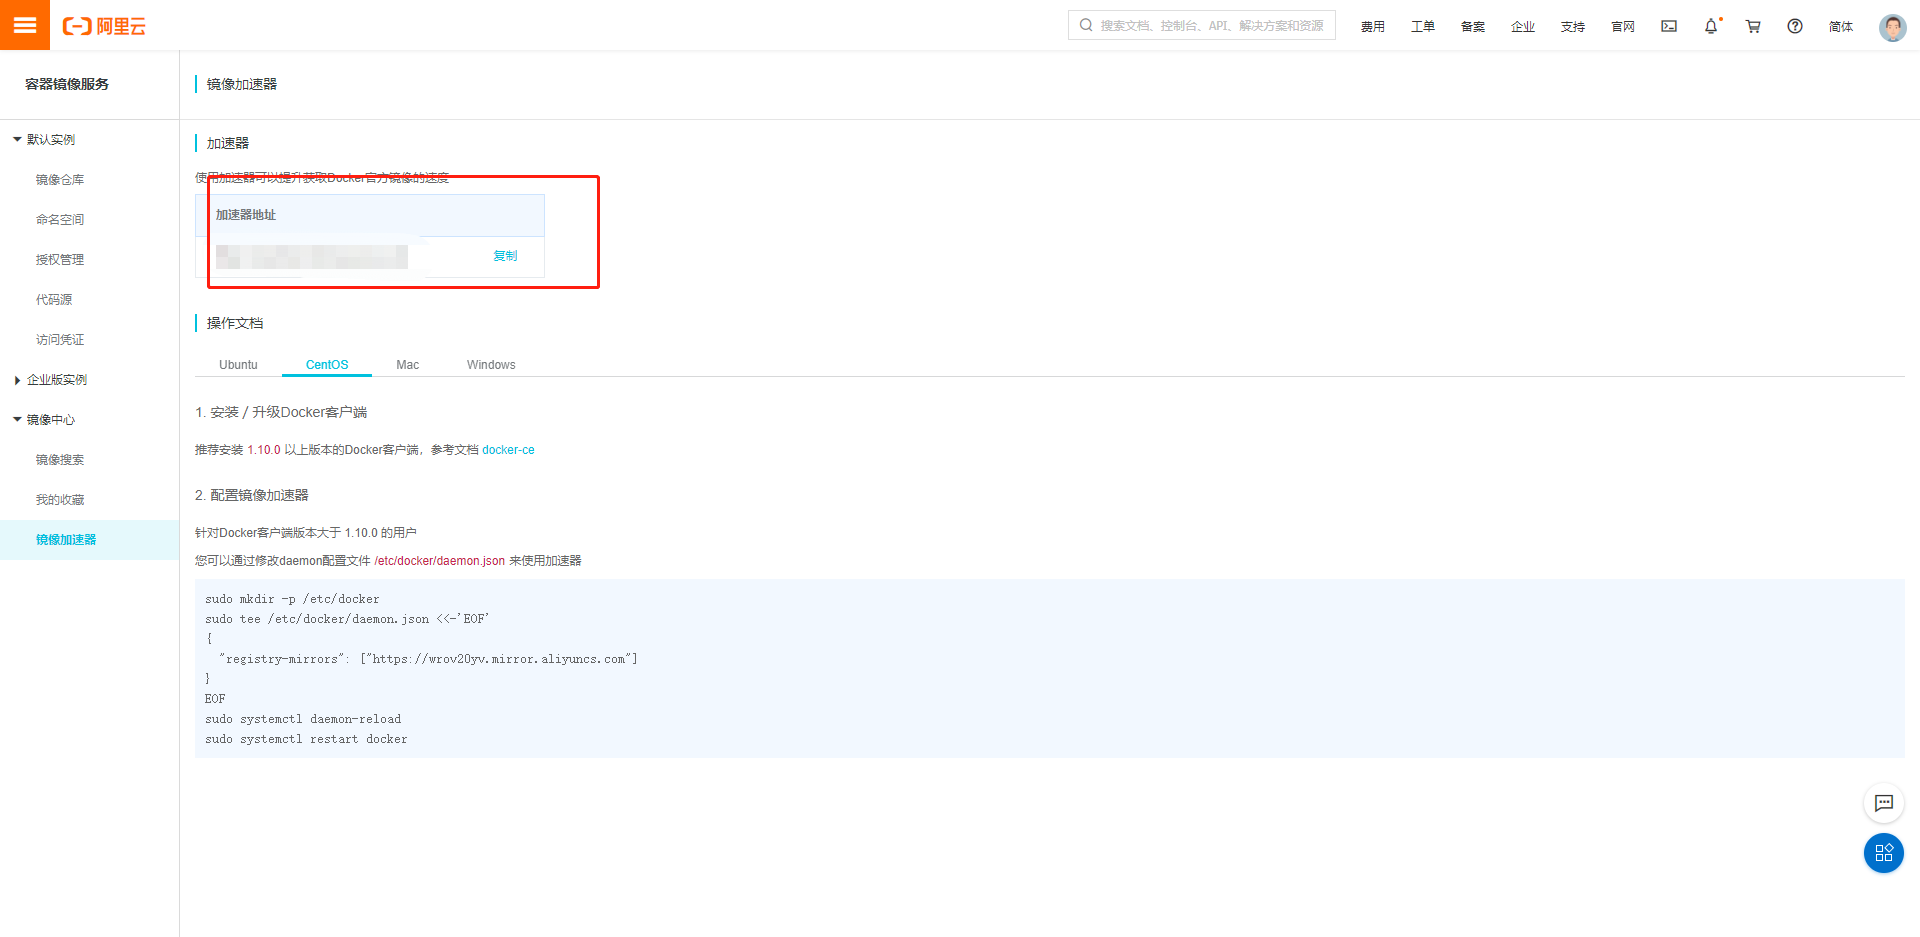 阿里云
搜索文档、控制台、API、解决方案和资源
费用
工单
备案
企业
支持
官网
简体
容器镜像服务
默认实例
镜像仓库
命名空间
授权管理
代码源
访问凭证
企业版实例
镜像中心
镜像搜索
我的收藏
镜像加速器
镜像加速器
加速器
使用加速器可以提升获取Docker官方镜像的速度
加速器地址
复制
操作文档
Ubuntu
CentOS
Mac
Windows
1. 安装 / 升级Docker客户端
推荐安装 1.10.0 以上版本的Docker客户端，参考文档 docker-ce
2. 配置镜像加速器
针对Docker客户端版本大于 1.10.0 的用户
您可以通过修改daemon配置文件 /etc/docker/daemon.json 来使用加速器
sudo mkdir -p /etc/docker
sudo tee /etc/docker/daemon.json <<-'EOF'
{
  "registry-mirrors": ["https://wrov20yv.mirror.aliyuncs.com"]
}
EOF
sudo systemctl daemon-reload
sudo systemctl restart docker